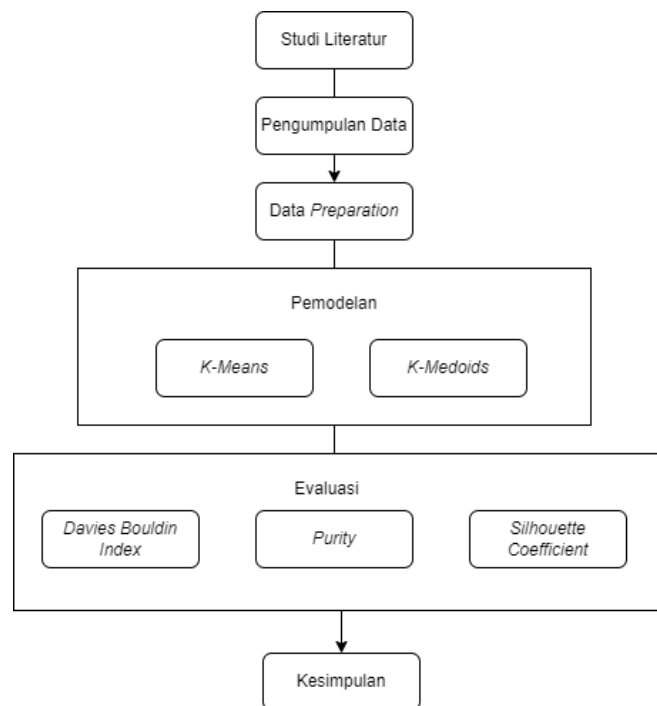 Studi Literatur
Pengumpulan Data
Data Preparation
Pemodelan
K-Means
K-Medoids
Evaluasi
Davies Bouldin
Index
Purity
Silhouette
Coefficient
Kesimpulan